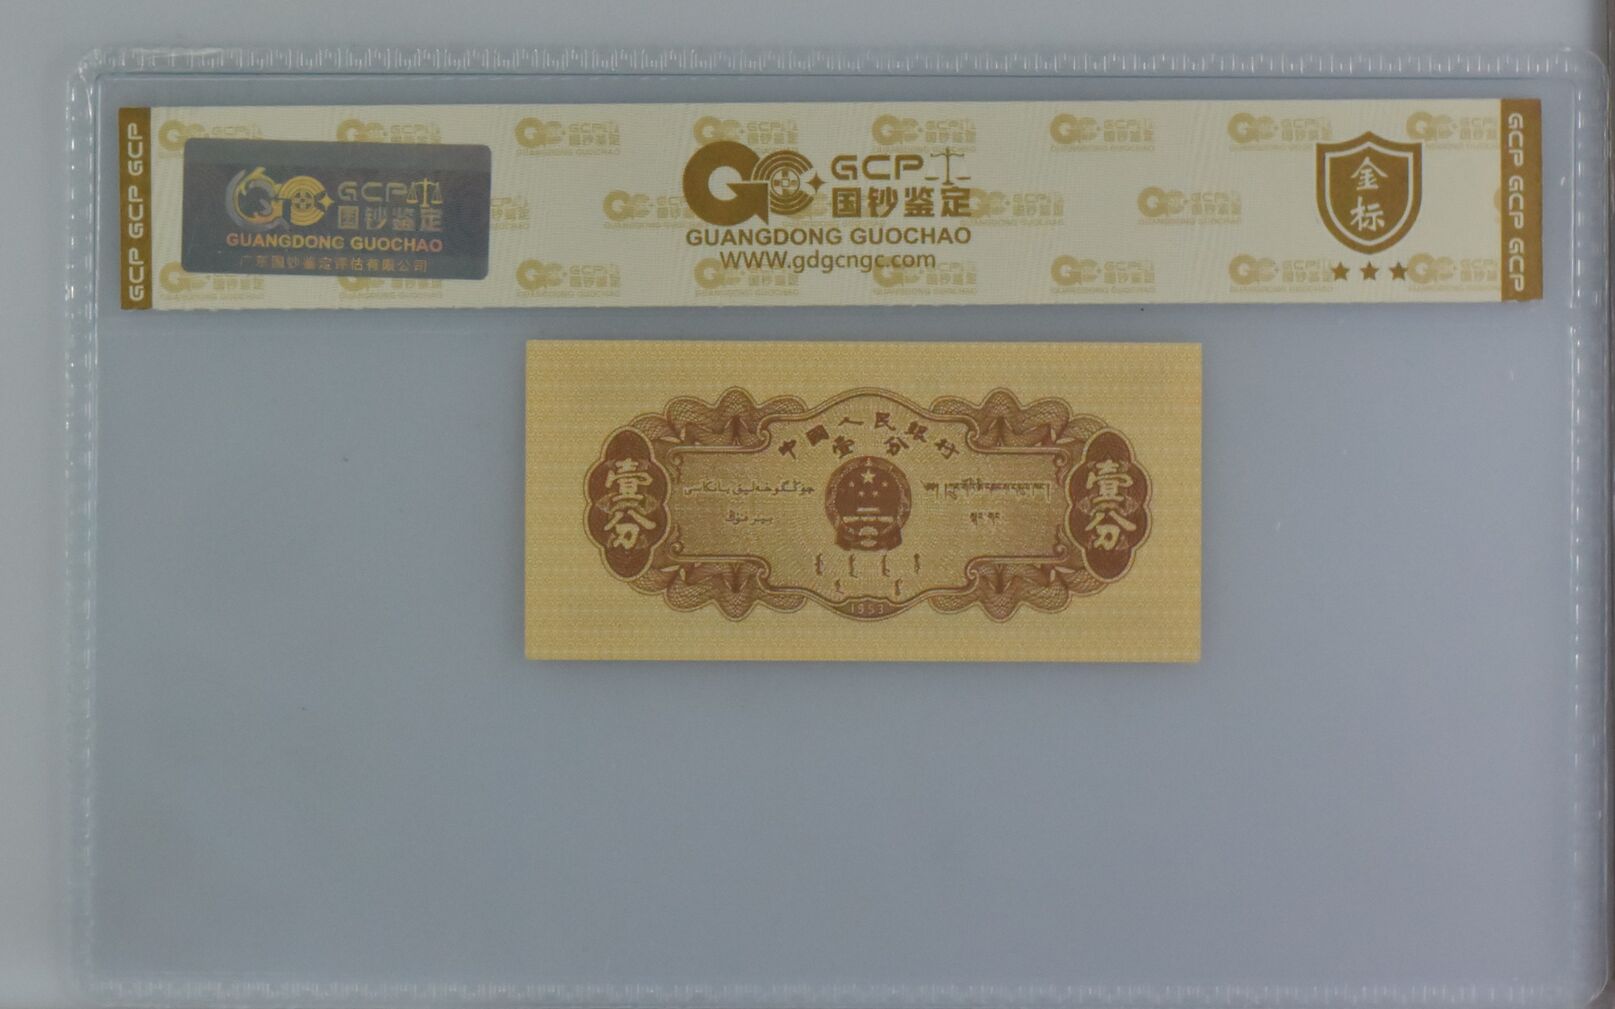 GCP GCP GCP
GCP
国钞鉴定
GUANGDONG GUOCHAO
广东国钞鉴定评估有限公司
GCP
国钞鉴定
GUANGDONG GUOCHAO
WWW.gdgcngc.com
金
标
GCP GCP GCP
中国人民银行
壹分
壹分
壹分
1953